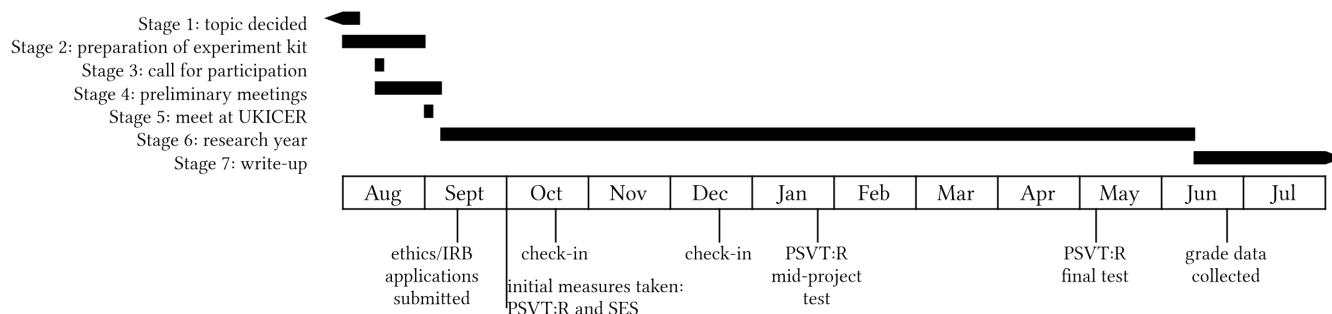 Stage 1: topic decided
Stage 2: preparation of experiment kit
Stage 3: call for participation
Stage 4: preliminary meetings
Stage 5: meet at UKICER
Stage 6: research year
Stage 7: write-up
Aug Sept Oct Nov Dec Jan Feb Mar Apr May Jun Jul
ethics/IRB
applications
submitted
check-in
initial measures taken:
PSVT:R and SES
check-in
PSVT:R
mid-project
test
PSVT:R
final test
grade data
collected